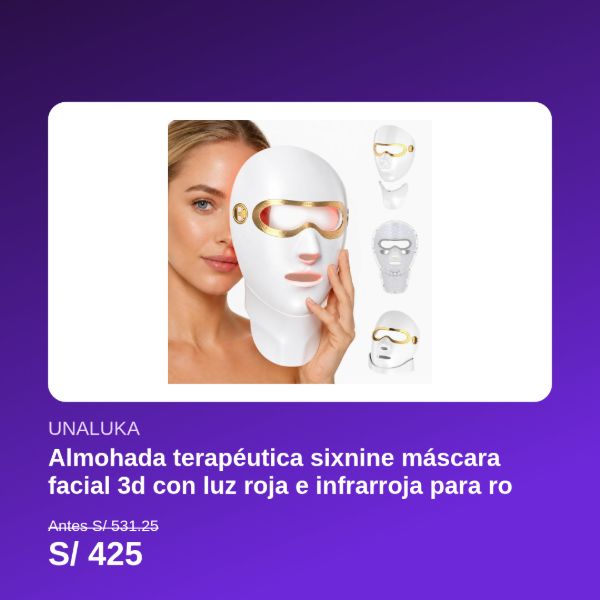 UNALUKA
Almohada terapéutica sixnine máscara
facial 3d con luz roja e infrarroja para ro
Antes S/ 531.25
S/ 425